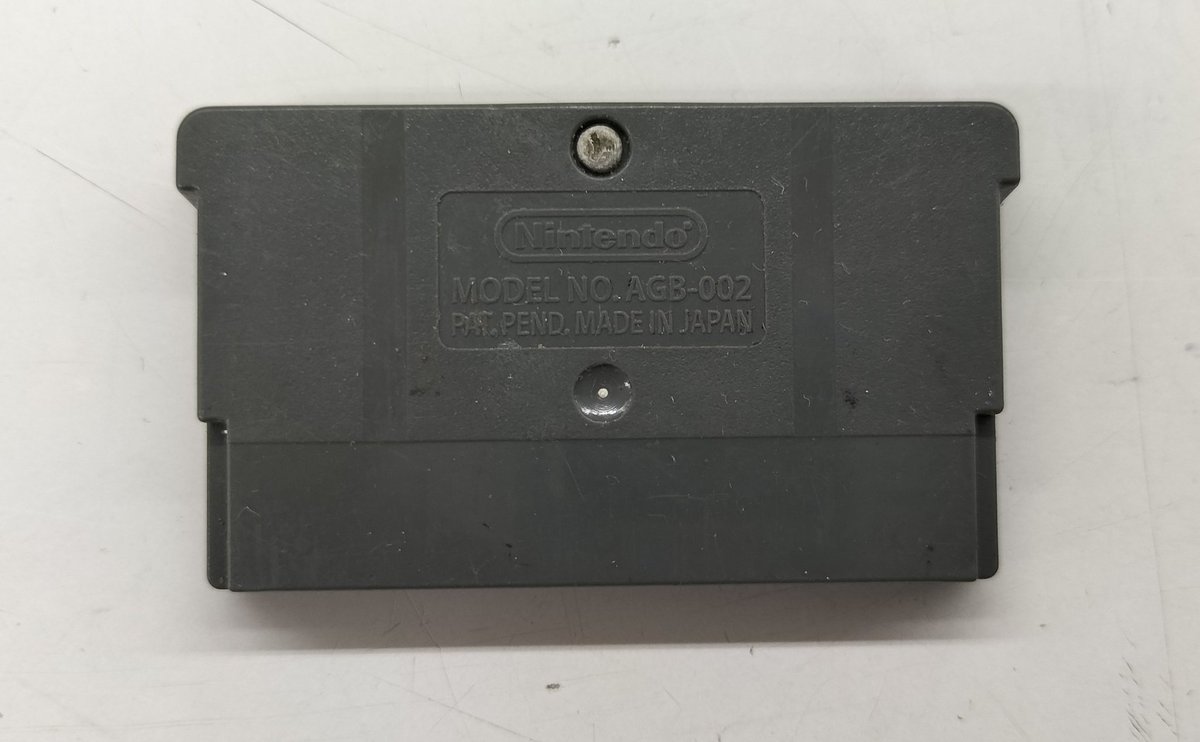 Nintendo®
MODEL NO. AGB-002
PAT. PEND. MADE IN JAPAN